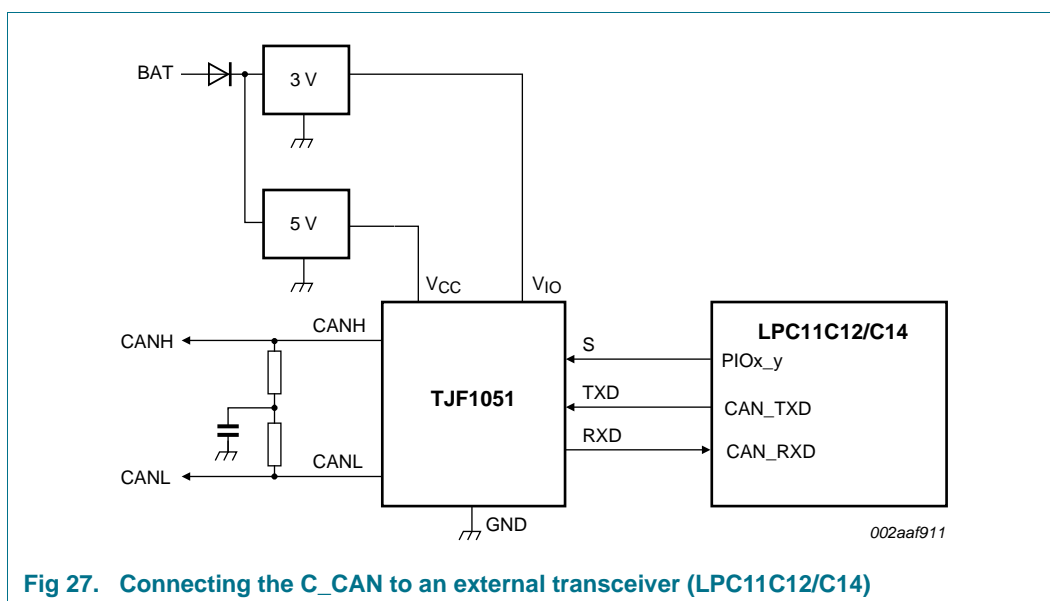 BAT
3 V
5 V
VCC
VIO
CANH
CANH
S
LPC11C12/C14
PIOx_y
TJF1051
TXD
CAN_TXD
RXD
CAN_RXD
CANL
CANL
GND
002aaf911
Fig 27. Connecting the C_CAN to an external transceiver (LPC11C12/C14)